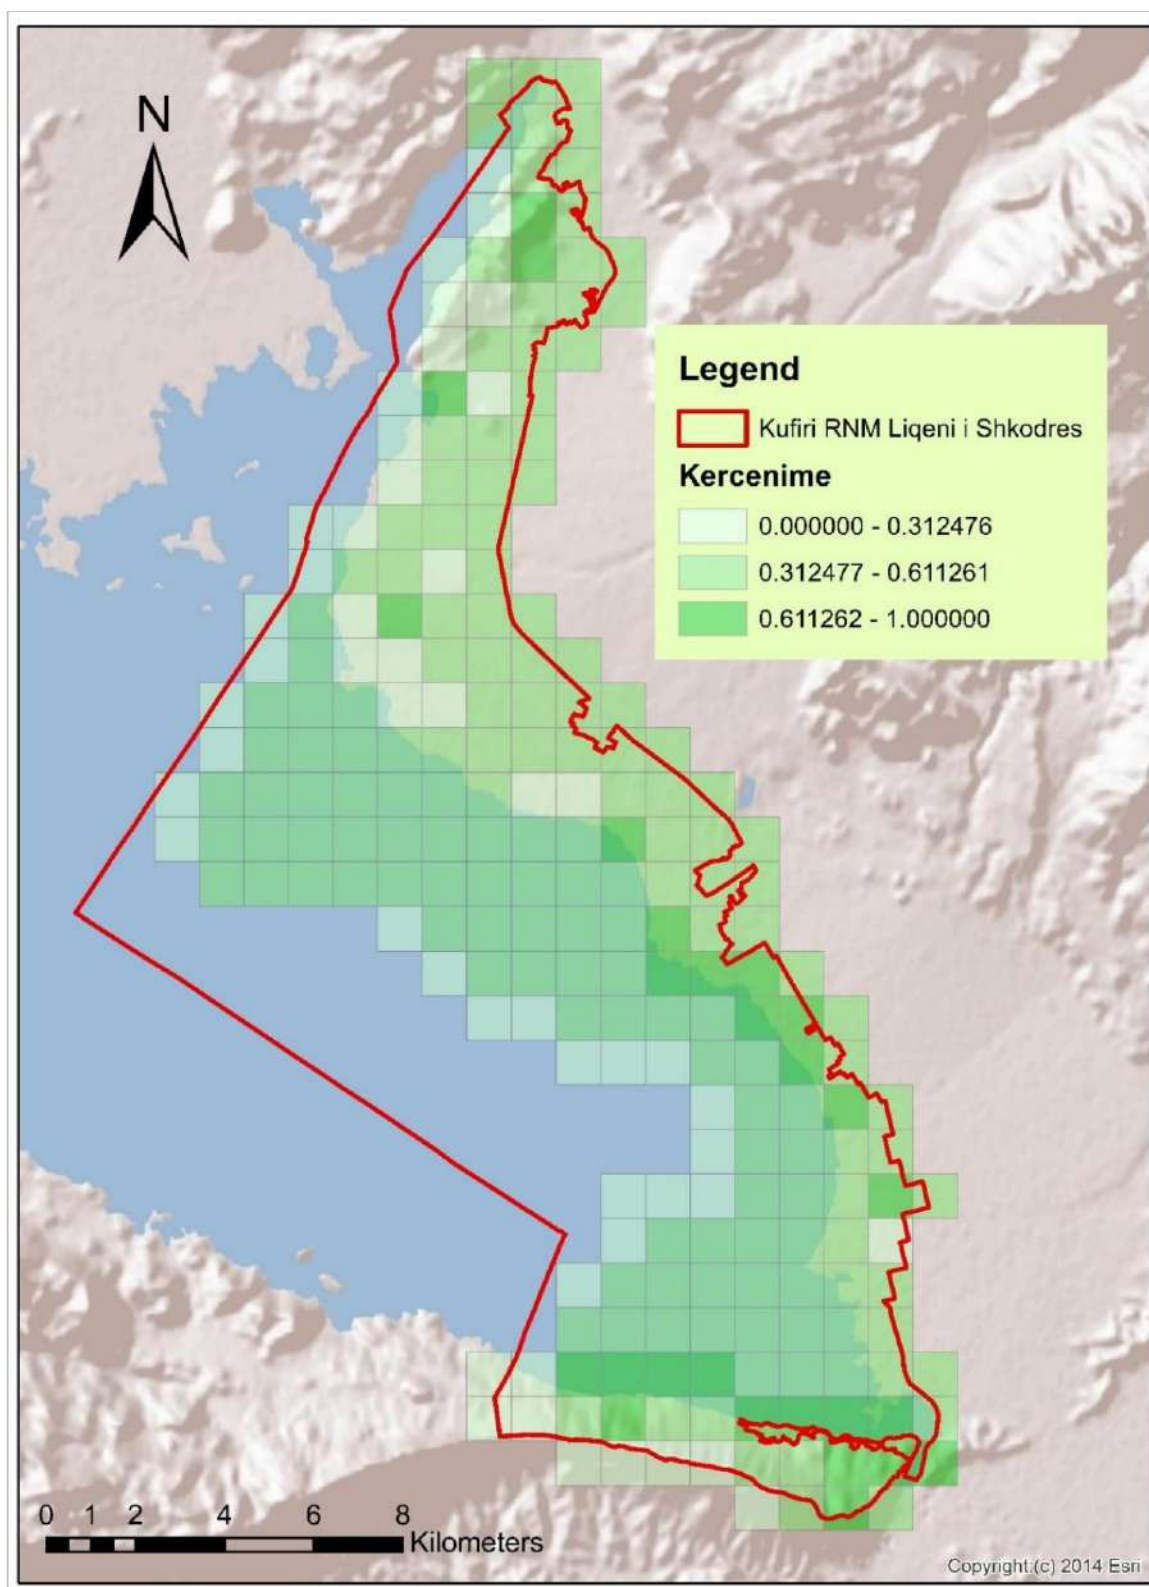 N
Legend
Kufiri RNM Liqeni i Shkodres
Kercenime
0.000000 - 0.312476
0.312477 - 0.611261
0.611262 - 1.000000
0 1 2 4 6 8
Kilometers
Copyright:(c) 2014 Esri